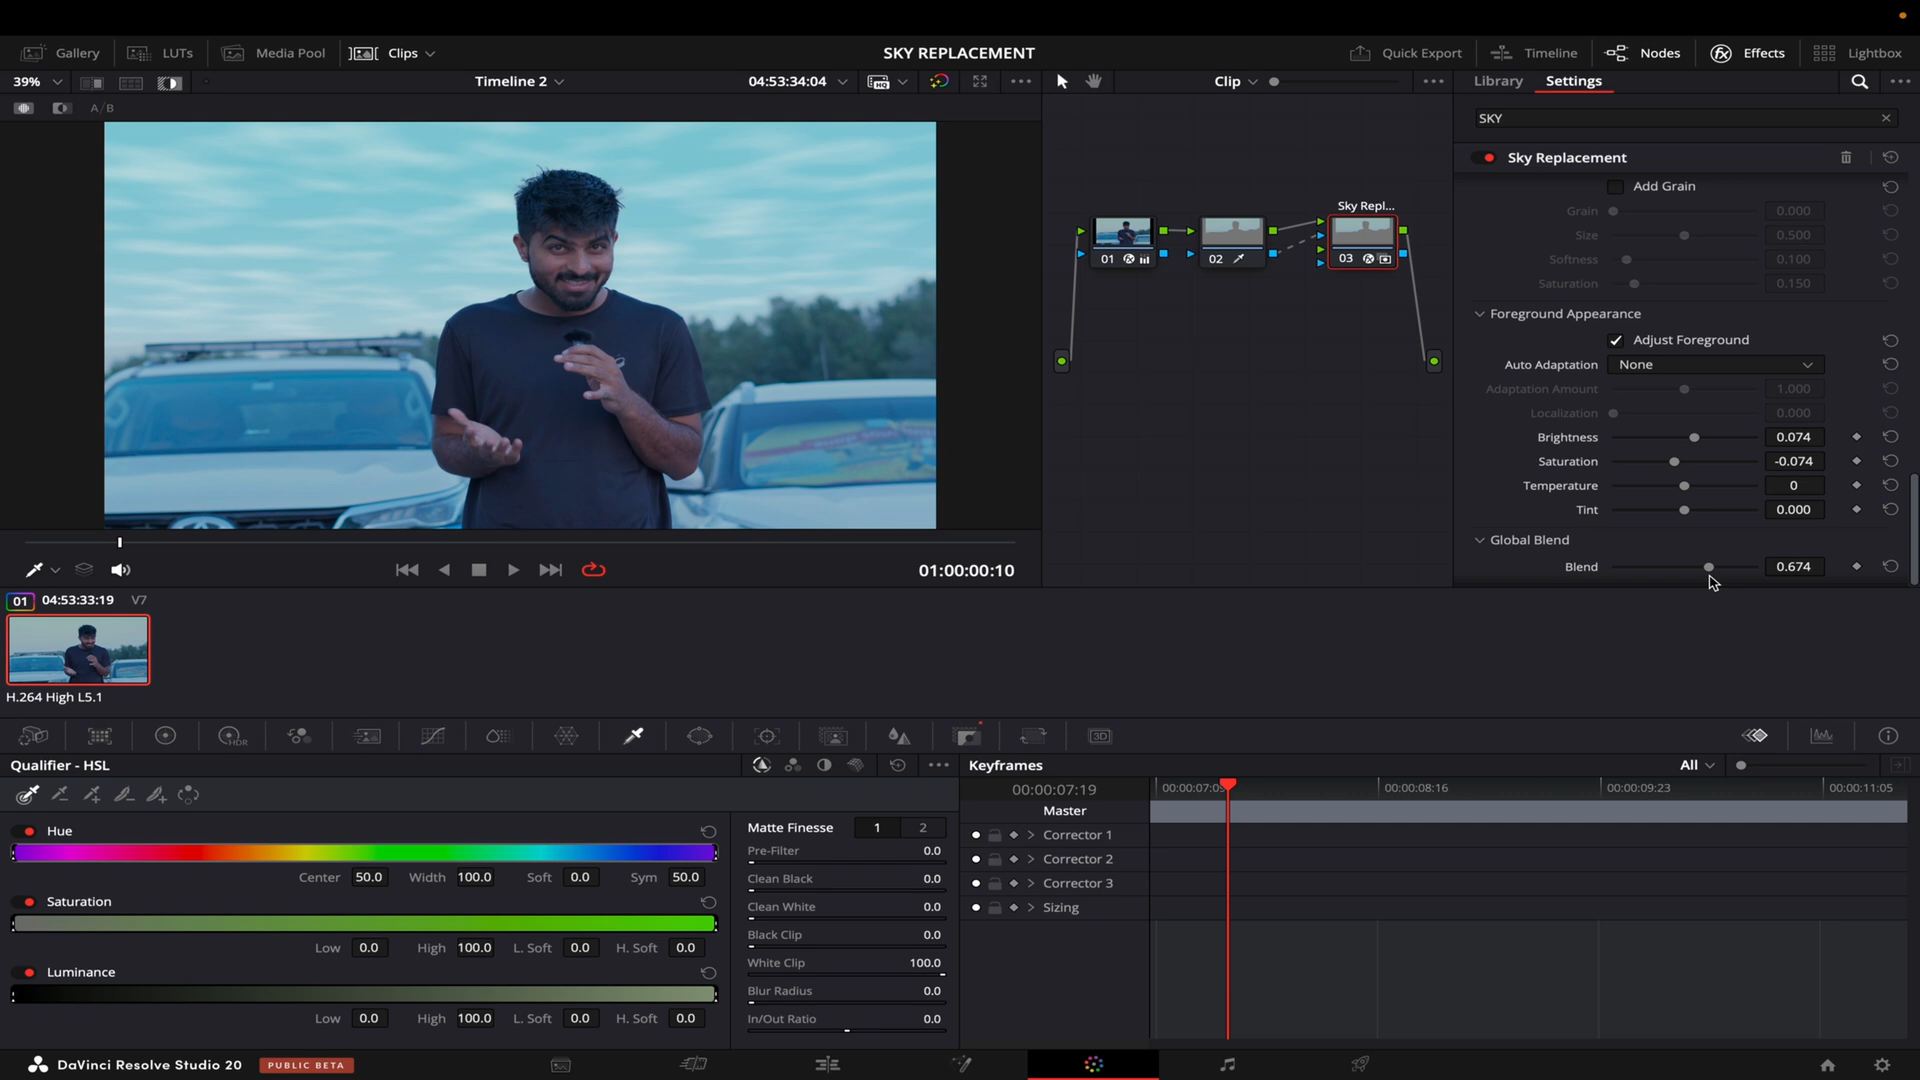 Gallery LUTs Media Pool Clips SKY REPLACEMENT Quick Export Timeline Nodes Effects Lightbox
39% Timeline 2 04:53:34:04 HQ Clip Library Settings
A/B
SKY
Sky Replacement
Add Grain
Grain 0.000
Size 0.500
Softness 0.100
Saturation 0.150
Sky Repl...
01 02 03
Foreground Appearance
Adjust Foreground
Auto Adaptation None
Adaptation Amount 1.000
Localization 0.000
Brightness 0.074
Saturation -0.074
Temperature 0
Tint 0.000
Global Blend
Blend 0.674
01:00:00:10
01 04:53:33:19 V7
H.264 High L5.1
HDR 3D
Qualifier - HSL
Hue
Center 50.0 Width 100.0 Soft 0.0 Sym 50.0
Saturation
Low 0.0 High 100.0 L. Soft 0.0 H. Soft 0.0
Luminance
Low 0.0 High 100.0 L. Soft 0.0 H. Soft 0.0
Matte Finesse 1 2
Pre-Filter 0.0
Clean Black 0.0
Clean White 0.0
Black Clip 0.0
White Clip 100.0
Blur Radius 0.0
In/Out Ratio 0.0
Keyframes All
00:00:07:19 00:00:08:16 00:00:09:23 00:00:11:05
Master
Corrector 1
Corrector 2
Corrector 3
Sizing
DaVinci Resolve Studio 20 PUBLIC BETA